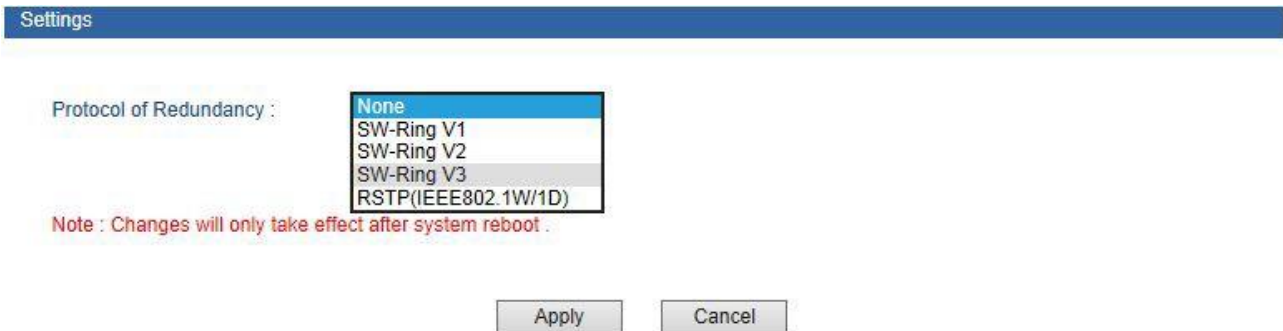 Settings
Protocol of Redundancy :
None
SW-Ring V1
SW-Ring V2
SW-Ring V3
RSTP(IEEE802.1W/1D)
Note : Changes will only take effect after system reboot .
Apply Cancel